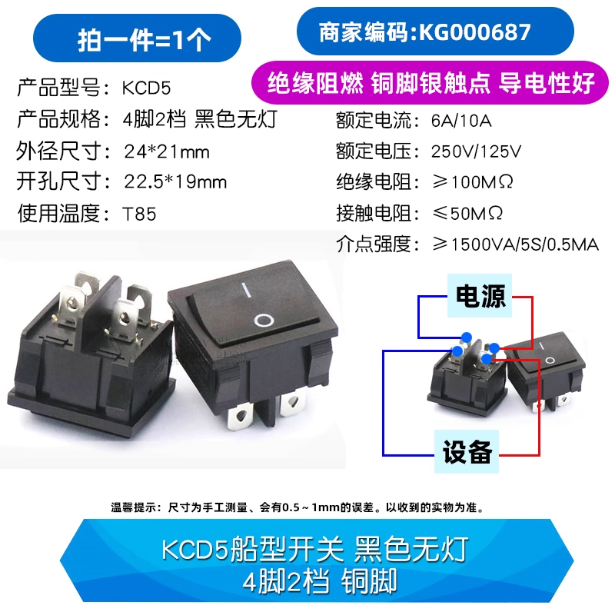 拍一件=1个
商家编码:KG000687
绝缘阻燃 铜脚银触点 导电性好
产品型号: KCD5
产品规格: 4脚2档 黑色无灯
外径尺寸: 24*21mm
开孔尺寸: 22.5*19mm
使用温度: T85
额定电流: 6A/10A
额定电压: 250V/125V
绝缘电阻: ≥100MΩ
接触电阻: ≤50MΩ
介点强度: ≥1500VA/5S/0.5MA
电源
设备
温馨提示: 尺寸为手工测量、会有0.5~1mm的误差。以收到的实物为准。
KCD5船型开关 黑色无灯
4脚2档 铜脚